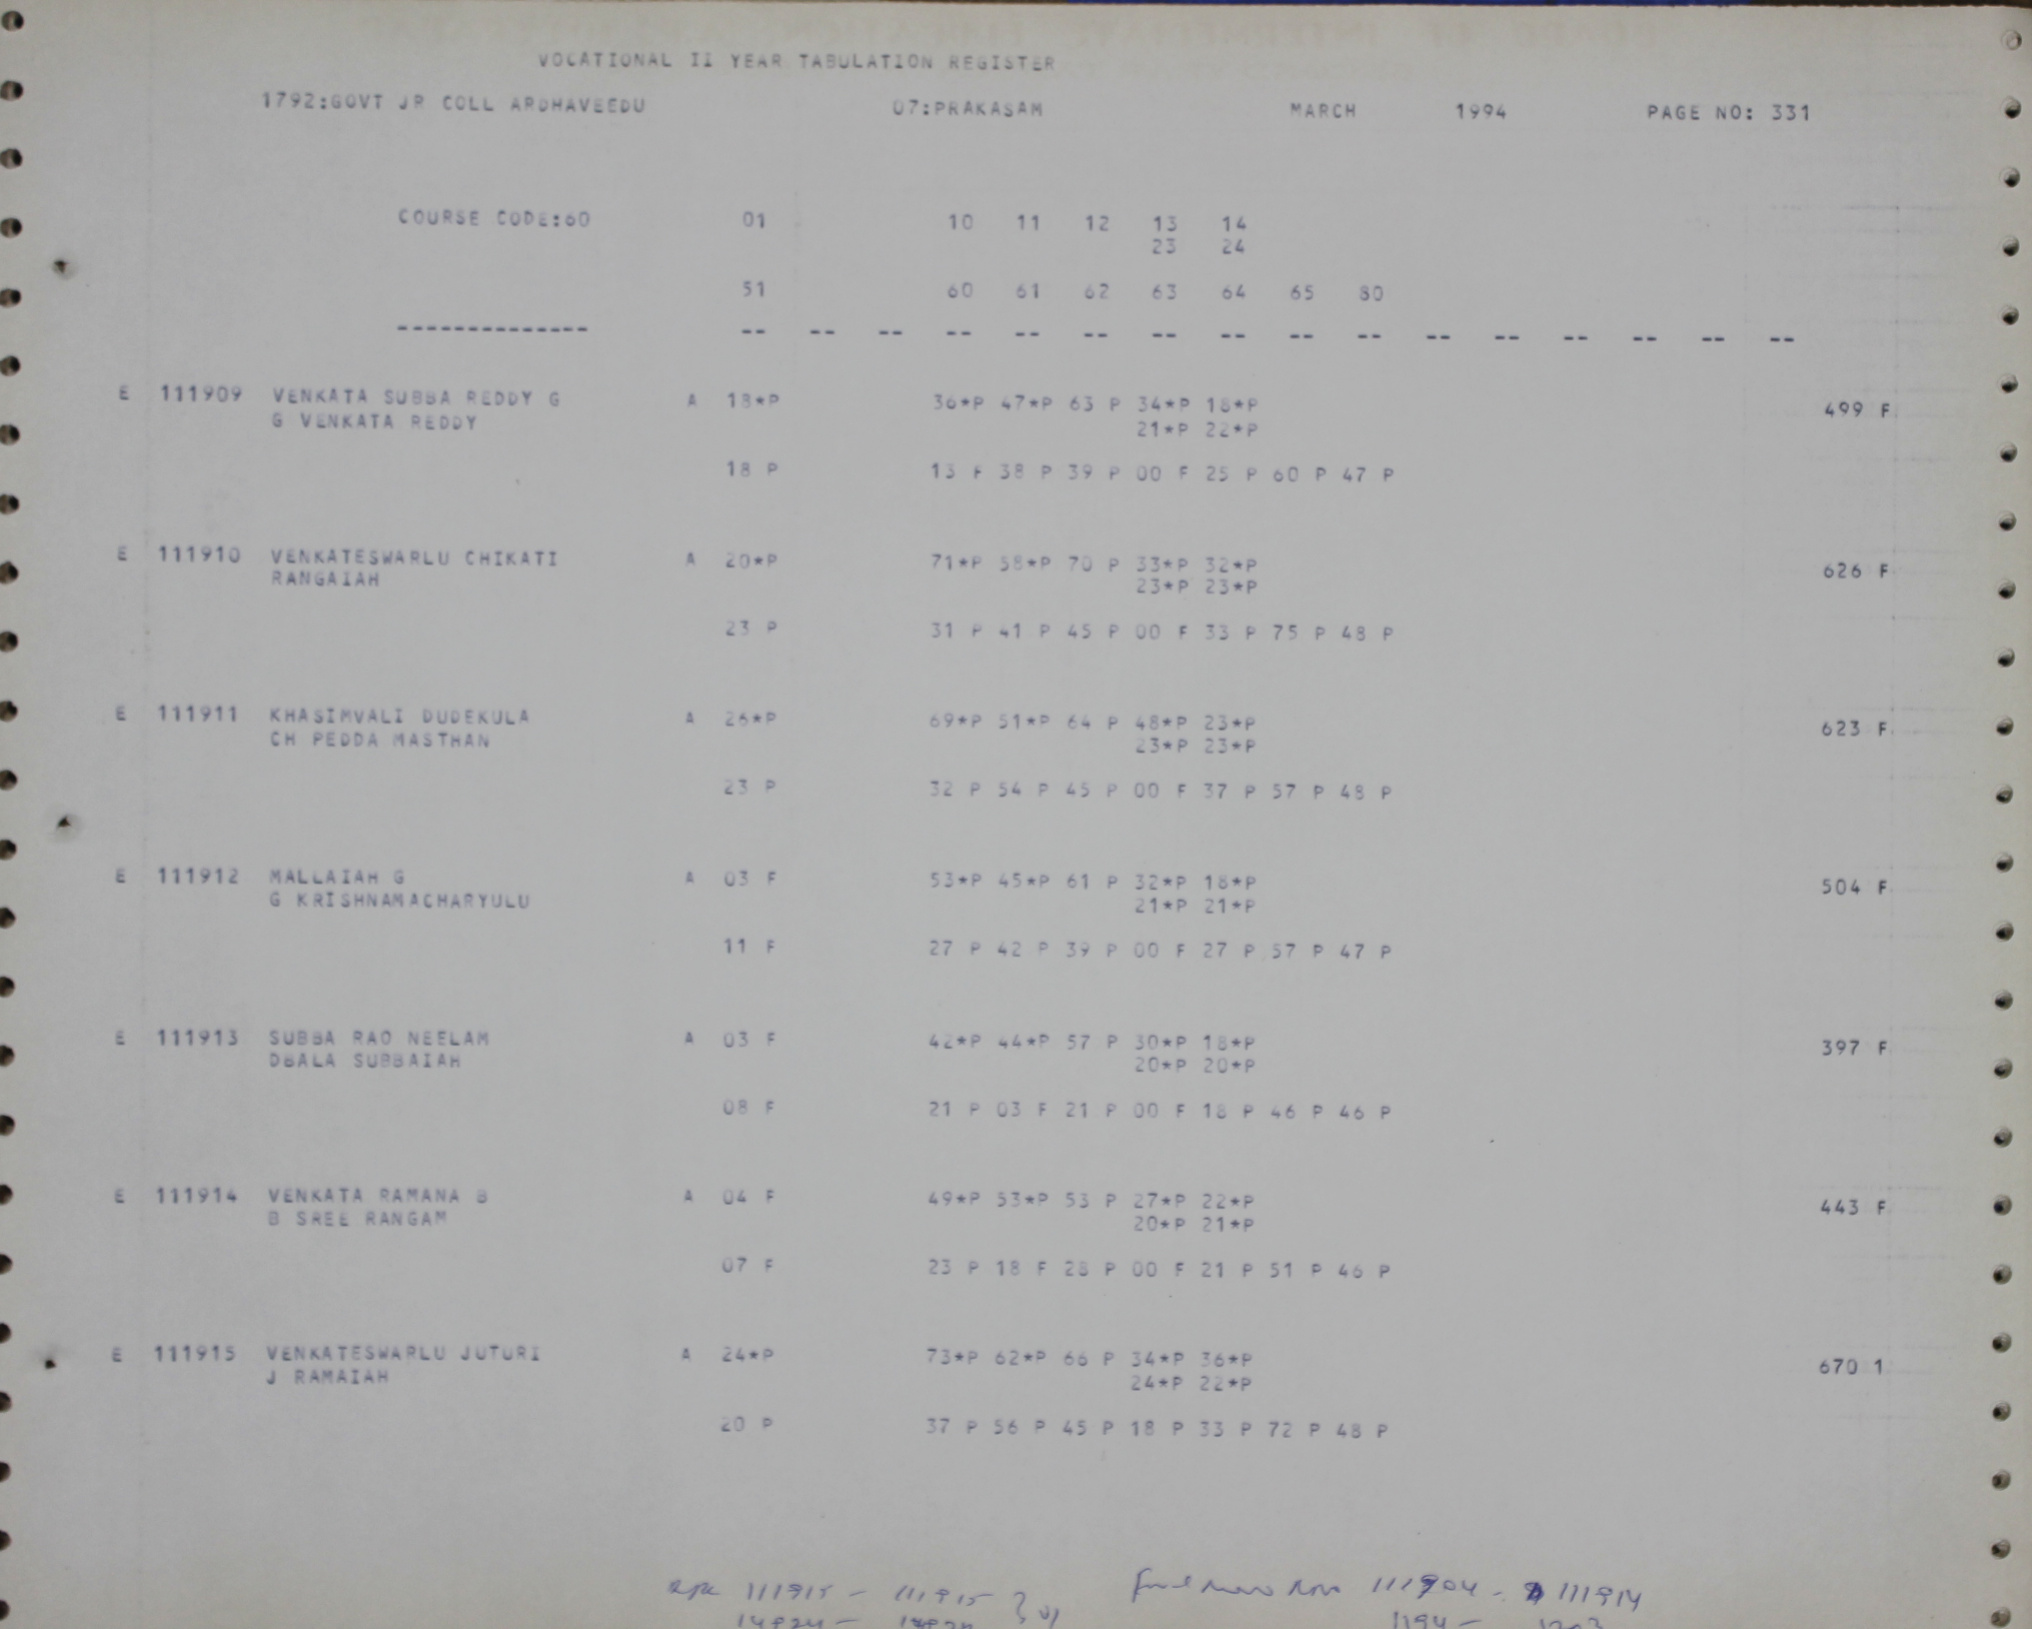 VOCATIONAL II YEAR TABULATION REGISTER
1792:GOVT JR COLL ARDHAVEEDU 07:PRAKASAM MARCH 1994 PAGE NO: 331
COURSE CODE:60 01 10 11 12 13 14
23 24
51 60 61 62 63 64 65 80
-------------- -- -- -- -- -- -- -- -- -- -- -- -- -- -- -- --
E 111909 VENKATA SUBBA REDDY G A 18*P 36*P 47*P 63 P 34*P 18*P 499 F
G VENKATA REDDY 21*P 22*P
18 P 13 F 38 P 39 P 00 F 25 P 60 P 47 P
E 111910 VENKATESWARLU CHIKATI A 20*P 71*P 58*P 70 P 33*P 32*P 626 F
RANGAIAH 23*P 23*P
23 P 31 P 41 P 45 P 00 F 33 P 75 P 48 P
E 111911 KHASIMVALI DUDEKULA A 26*P 69*P 51*P 64 P 48*P 23*P 623 F
CH PEDDA MASTHAN 23*P 23*P
23 P 32 P 54 P 45 P 00 F 37 P 57 P 48 P
E 111912 MALLAIAH G A 03 F 53*P 45*P 61 P 32*P 18*P 504 F
G KRISHNAMACHARYULU 21*P 21*P
11 F 27 P 42 P 39 P 00 F 27 P 57 P 47 P
E 111913 SUBBA RAO NEELAM A 03 F 42*P 44*P 57 P 30*P 18*P 397 F
DBALA SUBBAIAH 20*P 20*P
08 F 21 P 03 F 21 P 00 F 18 P 46 P 46 P
E 111914 VENKATA RAMANA B A 04 F 49*P 53*P 53 P 27*P 22*P 443 F
B SREE RANGAM 20*P 21*P
07 F 23 P 18 F 28 P 00 F 21 P 51 P 46 P
E 111915 VENKATESWARLU JUTURI A 24*P 73*P 62*P 66 P 34*P 36*P 670 1
J RAMAIAH 24*P 22*P
20 P 37 P 56 P 45 P 18 P 33 P 72 P 48 P
111915 - 111915 111904 - 111914